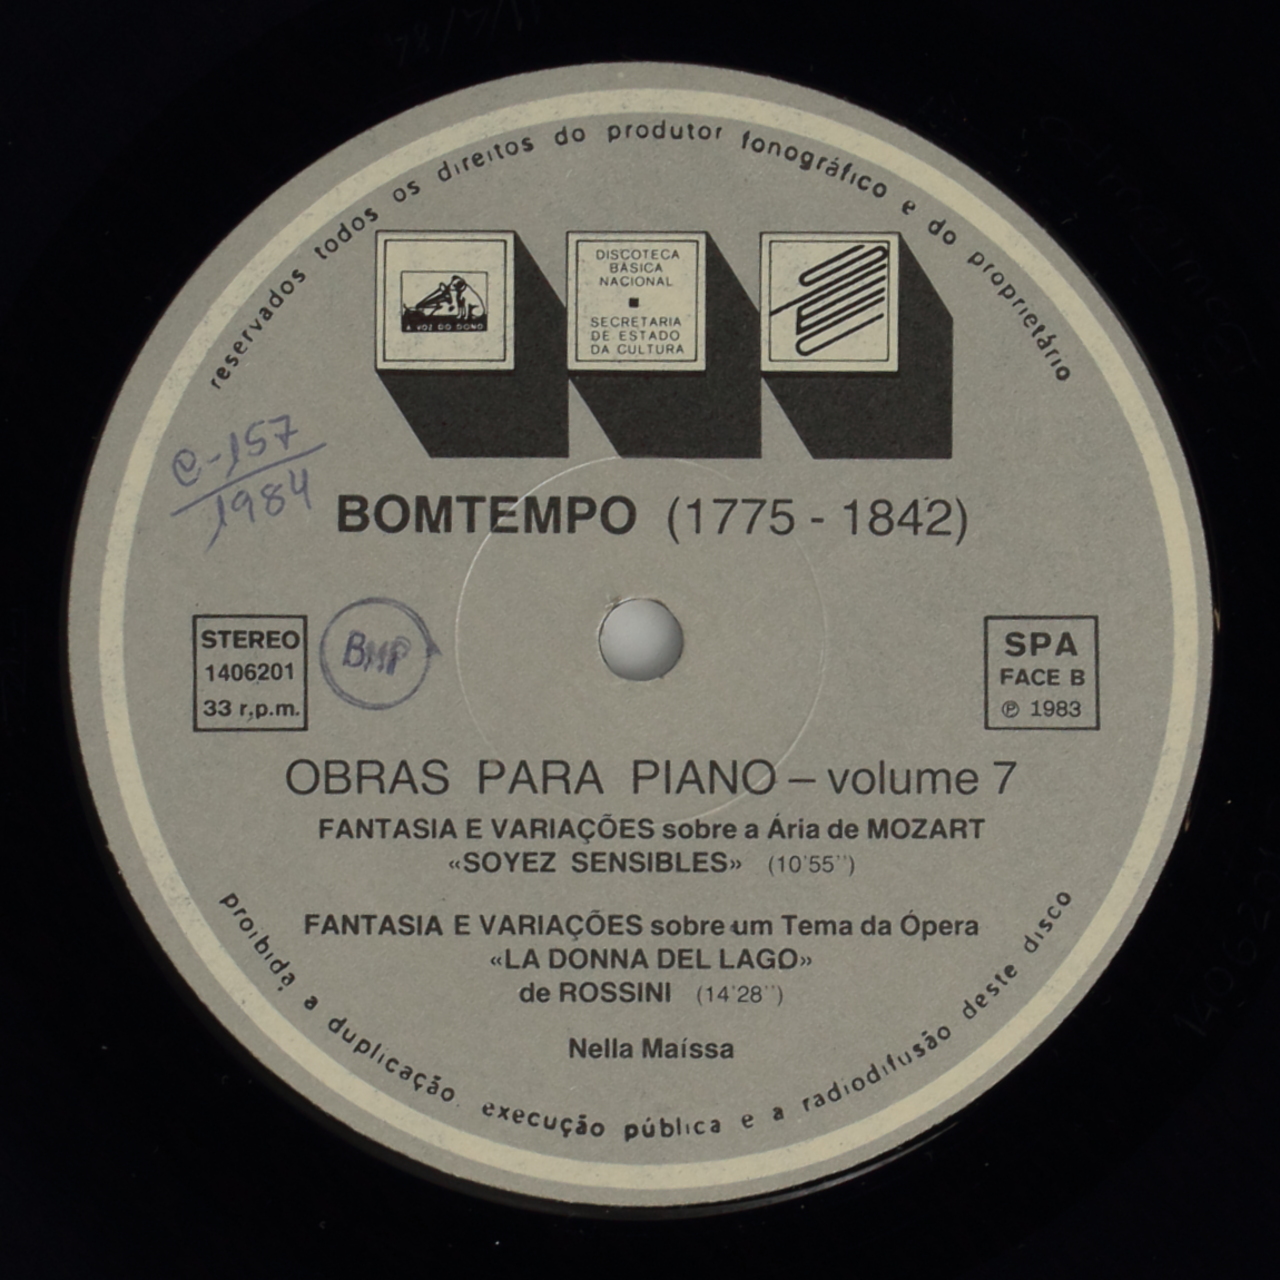 reservados todos os direitos do produtor fonográfico e do proprietário
A VOZ DO DONO
DISCOTECA
BÁSICA
NACIONAL
SECRETARIA
DE ESTADO
DA CULTURA
C-157
1984
BOMTEMPO (1775 - 1842)
STEREO
1406201
33 r.p.m.
BMP
SPA
FACE B
℗ 1983
OBRAS PARA PIANO – volume 7
FANTASIA E VARIAÇÕES sobre a Ária de MOZART
«SOYEZ SENSIBLES» (10'55'')
FANTASIA E VARIAÇÕES sobre um Tema da Ópera
«LA DONNA DEL LAGO»
de ROSSINI (14'28'')
Nella Maíssa
proibida a duplicação, execução pública e a radiodifusão deste disco